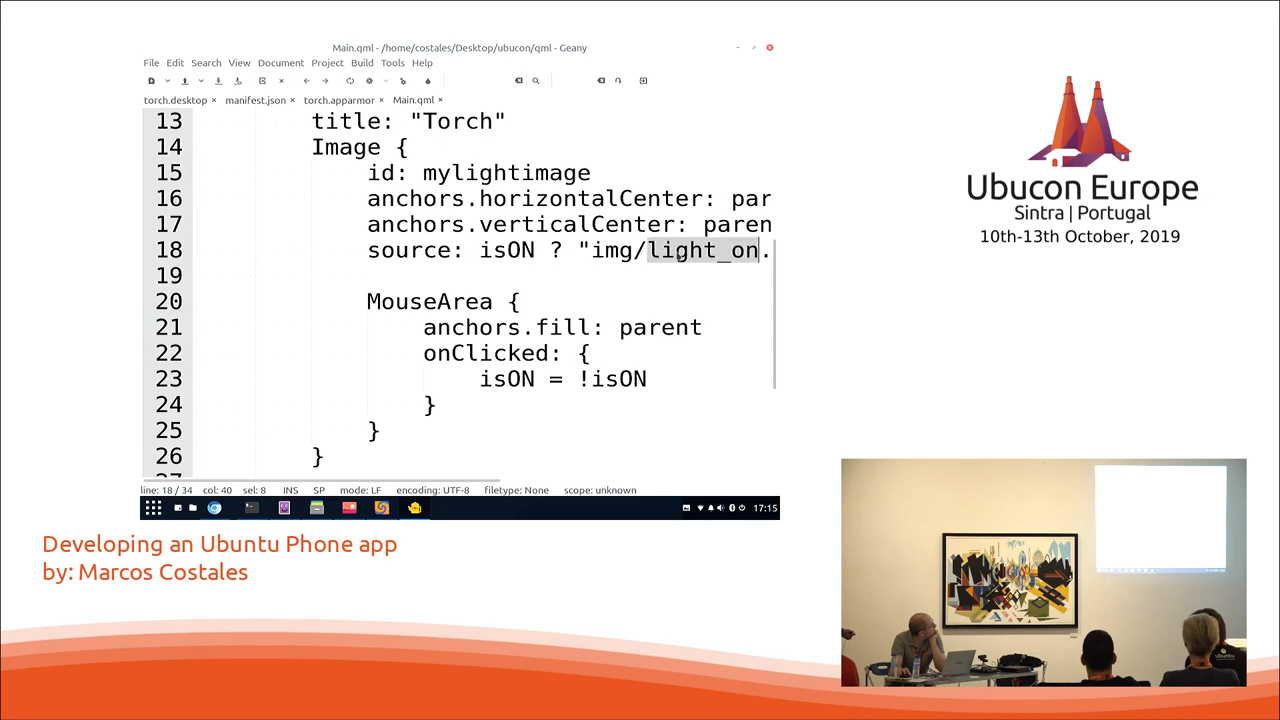 Main.qml - /home/costales/Desktop/ubucon/qml - Geany
File Edit Search View Document Project Build Tools Help
torch.desktop × manifest.json × torch.apparmor × Main.qml ×
13 title: "Torch"
14 Image {
15 id: mylightimage
16 anchors.horizontalCenter: par
17 anchors.verticalCenter: paren
18 source: isON ? "img/light_on.
19
20 MouseArea {
21 anchors.fill: parent
22 onClicked: {
23 isON = !isON
24 }
25 }
26 }
line: 18 / 34 col: 40 sel: 8 INS SP mode: LF encoding: UTF-8 filetype: None scope: unknown
17:15
Developing an Ubuntu Phone app
by: Marcos Costales
Ubucon Europe
Sintra | Portugal
10th-13th October, 2019
ubuntu